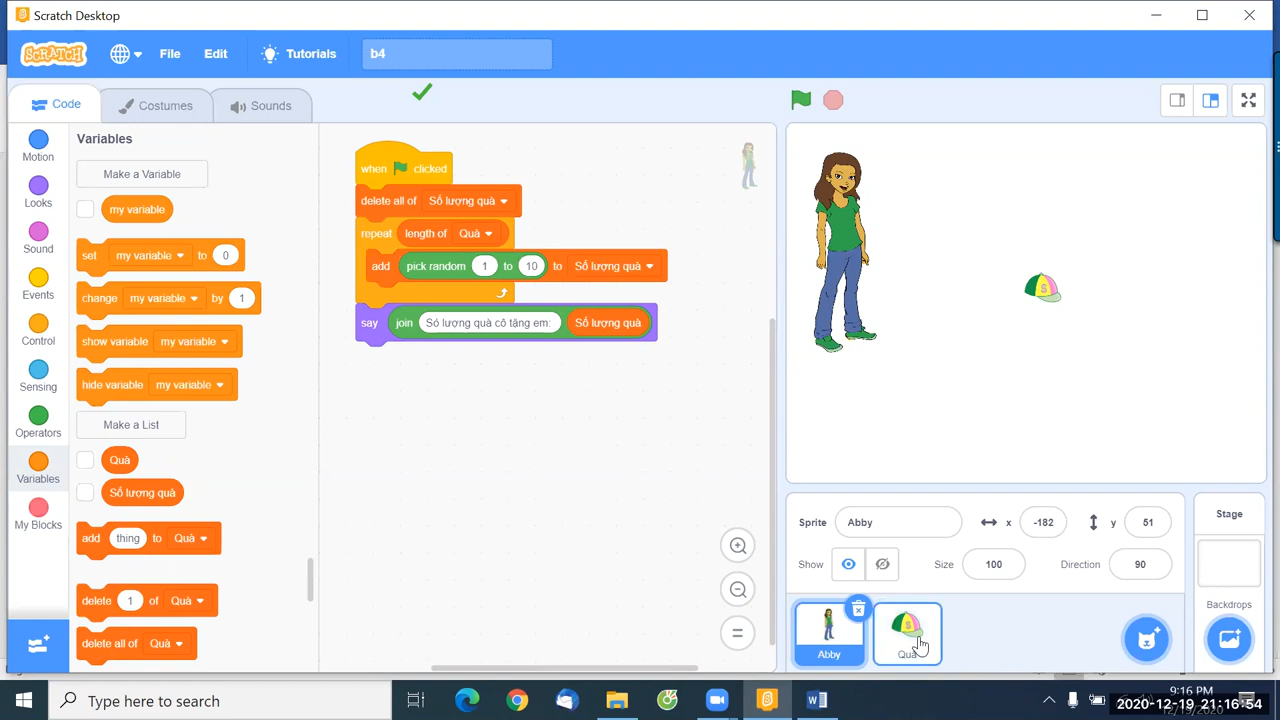 Scratch Desktop
SCRATCH
File
Edit
Tutorials
b4
Code
Costumes
Sounds
Motion
Looks
Sound
Events
Control
Sensing
Operators
Variables
My Blocks
Variables
Make a Variable
my variable
set my variable to 0
change my variable by 1
show variable my variable
hide variable my variable
Make a List
Quà
Số lượng quà
add thing to Quà
delete 1 of Quà
delete all of Quà
when clicked
delete all of Số lượng quà
repeat length of Quà
add pick random 1 to 10 to Số lượng quà
say join Só lượng quà cô tặng em: Số lượng quà
S
Sprite Abby x -182 y 51
Show Size 100 Direction 90
Abby
Quà
Stage
Backdrops
Type here to search
9:16 PM
2020-12-19 21:16:54
12/19/2020